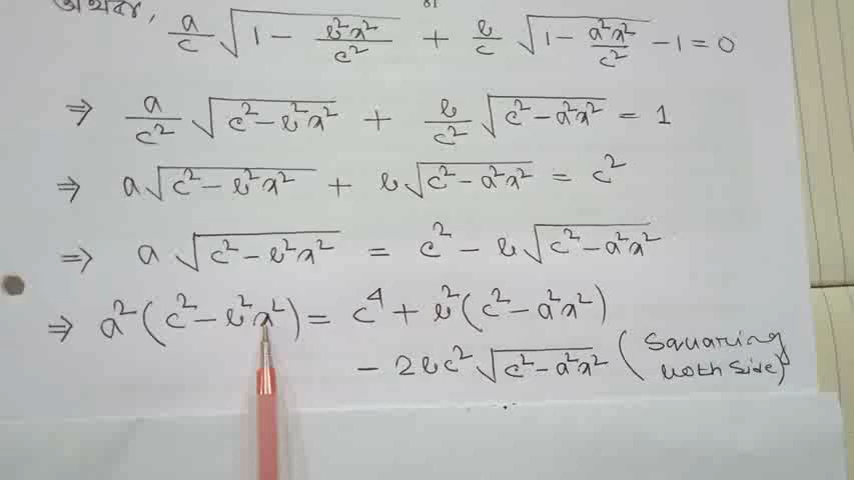 অথবা, a/c √(1 − b²x²/c²) + b/c √(1 − a²x²/c²) − 1 = 0
⇒ a/c² √(c² − b²x²) + b/c² √(c² − a²x²) = 1
⇒ a√(c² − b²x²) + b√(c² − a²x²) = c²
⇒ a √(c² − b²x²) = c² − b√(c² − a²x²)
⇒ a² (c² − b²x²) = c⁴ + b² (c² − a²x²)
− 2bc² √(c² − a²x²) (Squaring
both side)